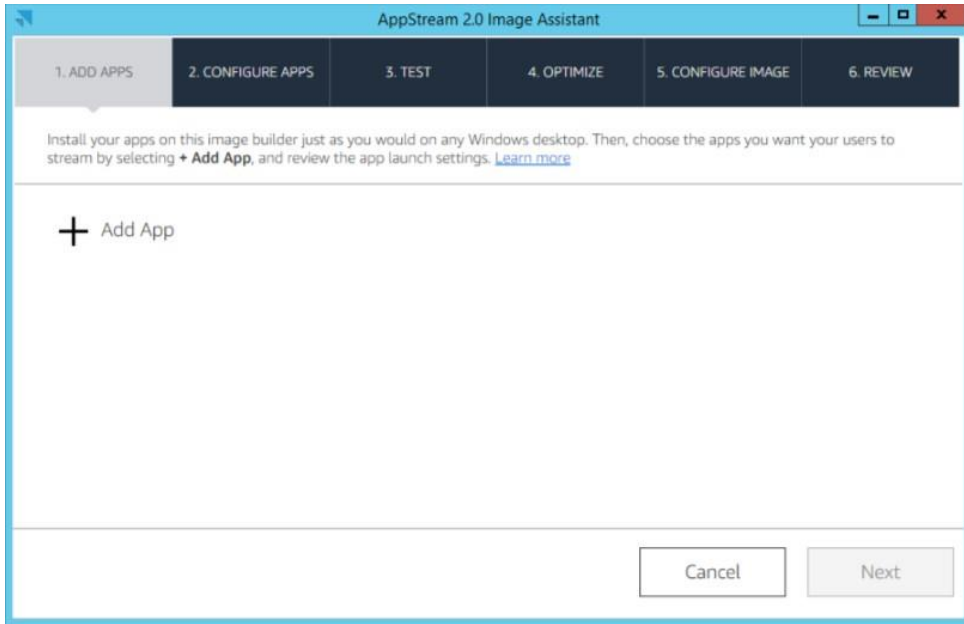 AppStream 2.0 Image Assistant
1. ADD APPS 2. CONFIGURE APPS 3. TEST 4. OPTIMIZE 5. CONFIGURE IMAGE 6. REVIEW
Install your apps on this image builder just as you would on any Windows desktop. Then, choose the apps you want your users to
stream by selecting + Add App, and review the app launch settings. Learn more
+ Add App
Cancel Next